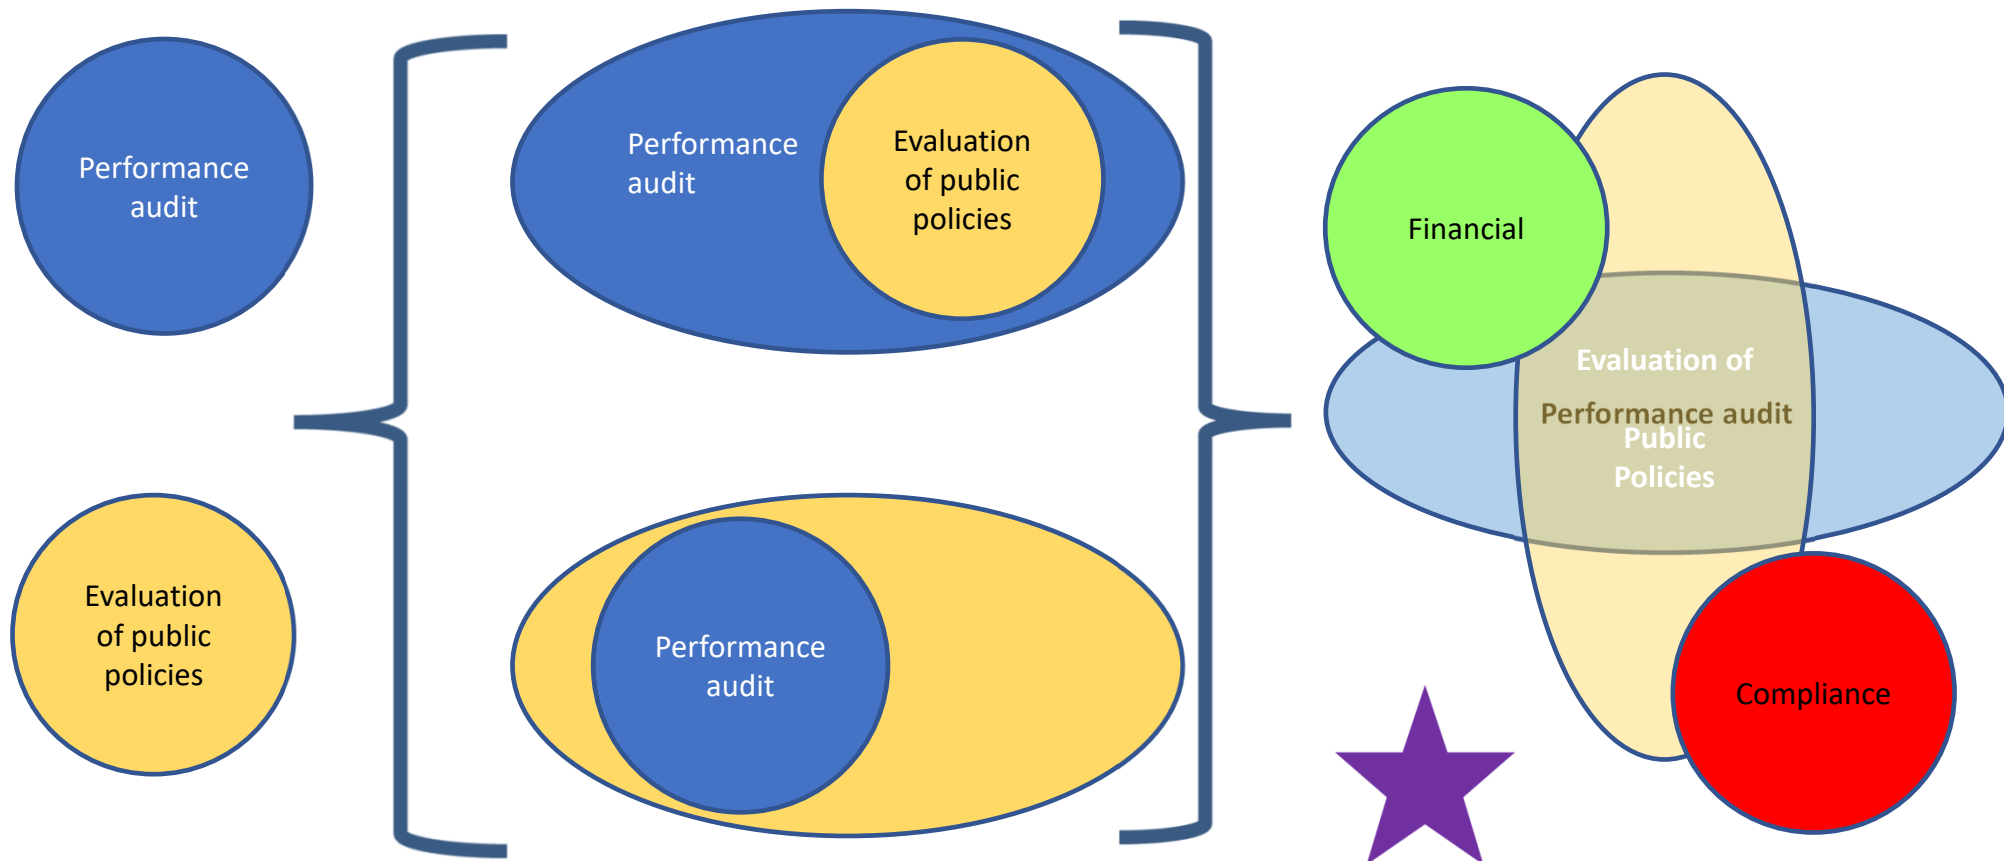 Performance
audit
Evaluation
of public
policies
Performance
audit
Evaluation
of public
policies
Performance
audit
Financial
Evaluation of
Performance audit
Public
Policies
Compliance